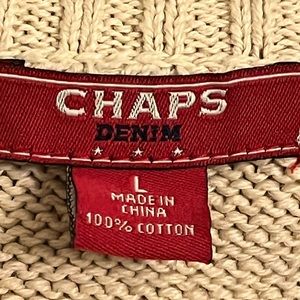 CHAPS
DENIM
L
MADE IN
CHINA
100% COTTON